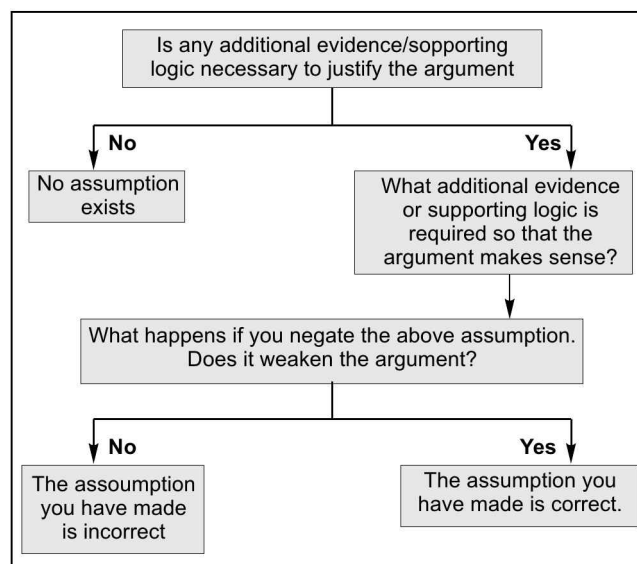 Is any additional evidence/sopporting
logic necessary to justify the argument
No
Yes
No assumption
exists
What additional evidence
or supporting logic is
required so that the
argument makes sense?
What happens if you negate the above assumption.
Does it weaken the argument?
No
Yes
The assoumption
you have made
is incorrect
The assumption you
have made is correct.